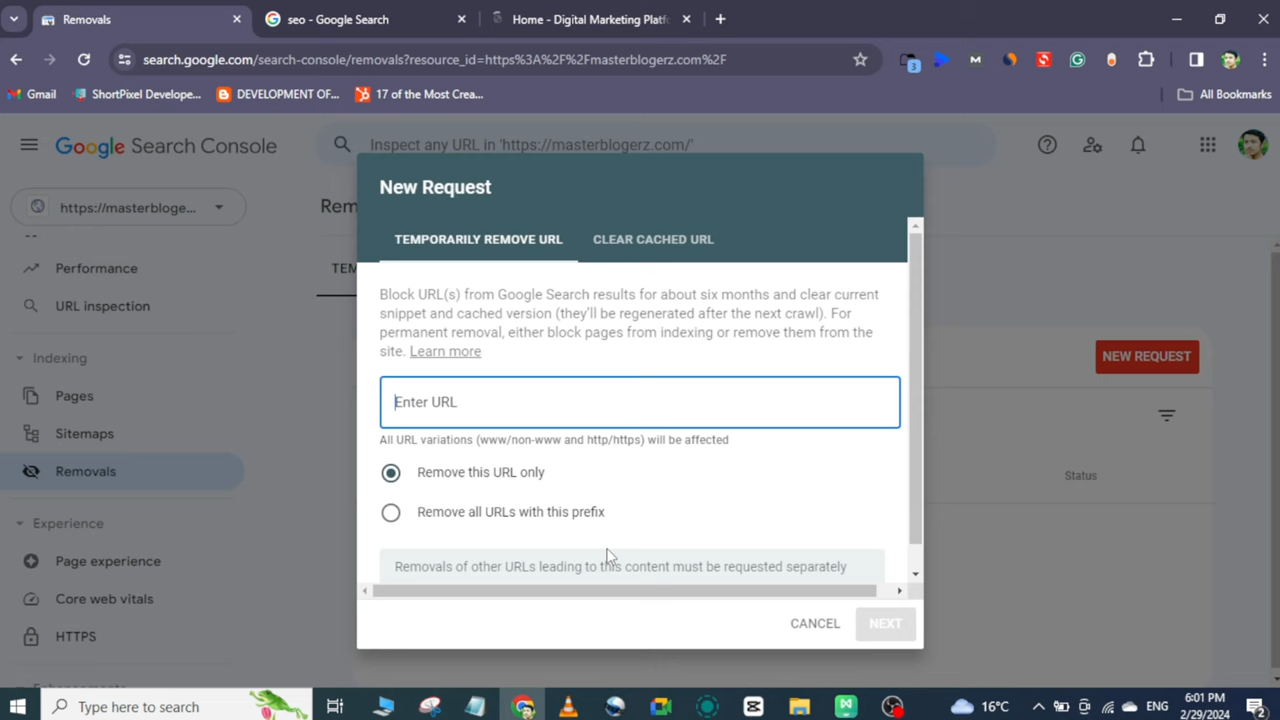 Removals
seo - Google Search
Home - Digital Marketing Platf
search.google.com/search-console/removals?resource_id=https%3A%2F%2Fmasterblogerz.com%2F
3
Gmail
ShortPixel Develope...
DEVELOPMENT OF...
17 of the Most Crea...
All Bookmarks
Google Search Console
Inspect any URL in 'https://masterblogerz.com/'
https://masterbloge...
Rem
Performance
URL inspection
Indexing
Pages
Sitemaps
Removals
Experience
Page experience
Core web vitals
HTTPS
TEM
NEW REQUEST
Status
New Request
TEMPORARILY REMOVE URL
CLEAR CACHED URL
Block URL(s) from Google Search results for about six months and clear current
snippet and cached version (they'll be regenerated after the next crawl). For
permanent removal, either block pages from indexing or remove them from the
site. Learn more
Enter URL
All URL variations (www/non-www and http/https) will be affected
Remove this URL only
Remove all URLs with this prefix
Removals of other URLs leading to this content must be requested separately
CANCEL
NEXT
Type here to search
16°C
ENG
6:01 PM
2/29/2024
2